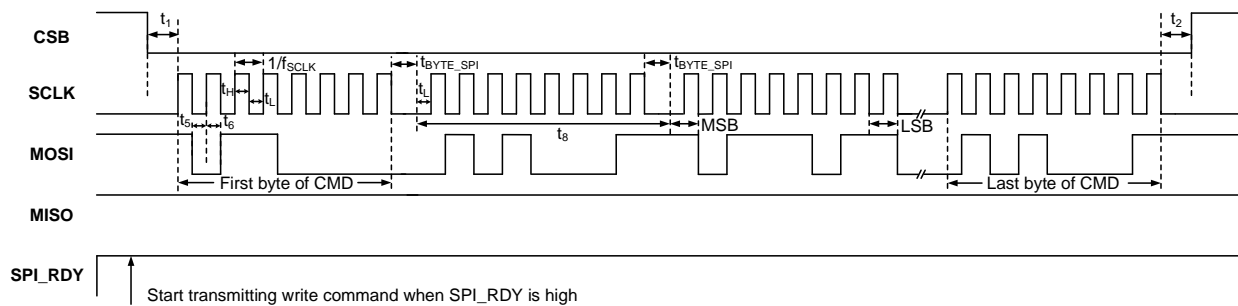 t1
t2
CSB
1/fSCLK
tBYTE_SPI
tBYTE_SPI
SCLK
tH
tL
tL
t5
t6
t8
MSB
LSB
MOSI
First byte of CMD
Last byte of CMD
MISO
SPI_RDY
Start transmitting write command when SPI_RDY is high